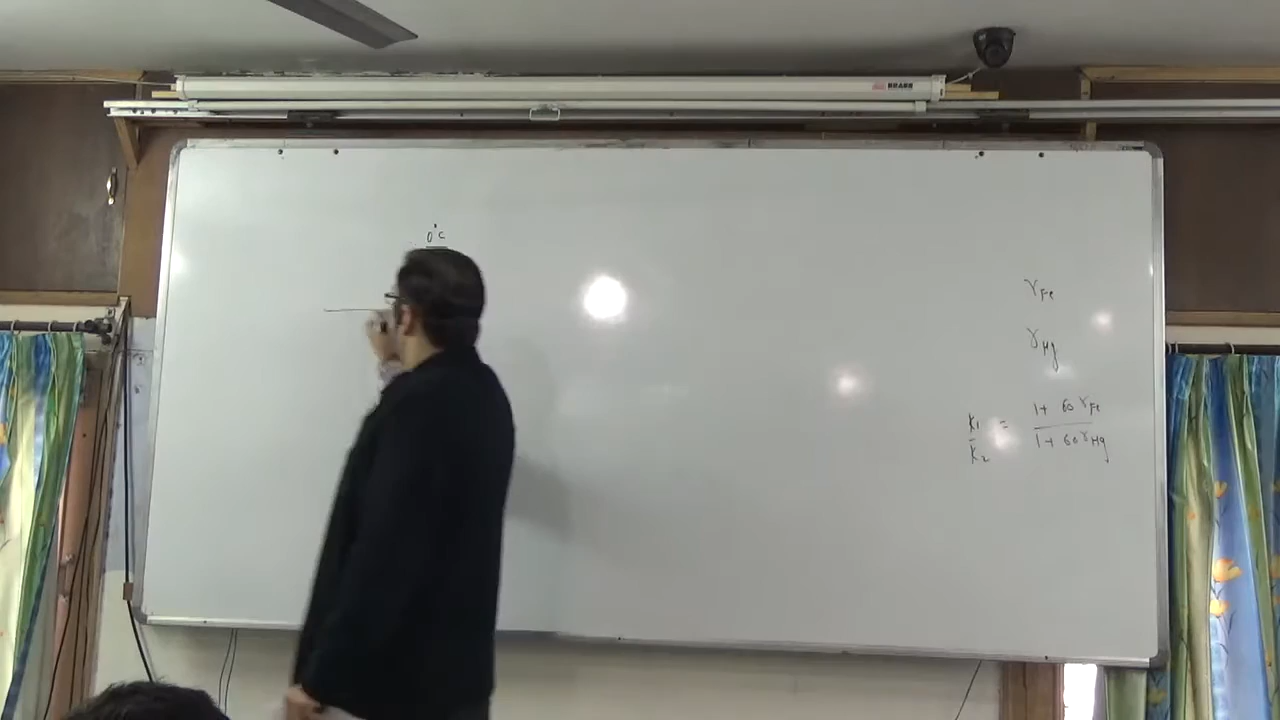 0°C
γFe
γHg
K1/K2 = (1 + 60 γFe)/(1 + 60 γHg)